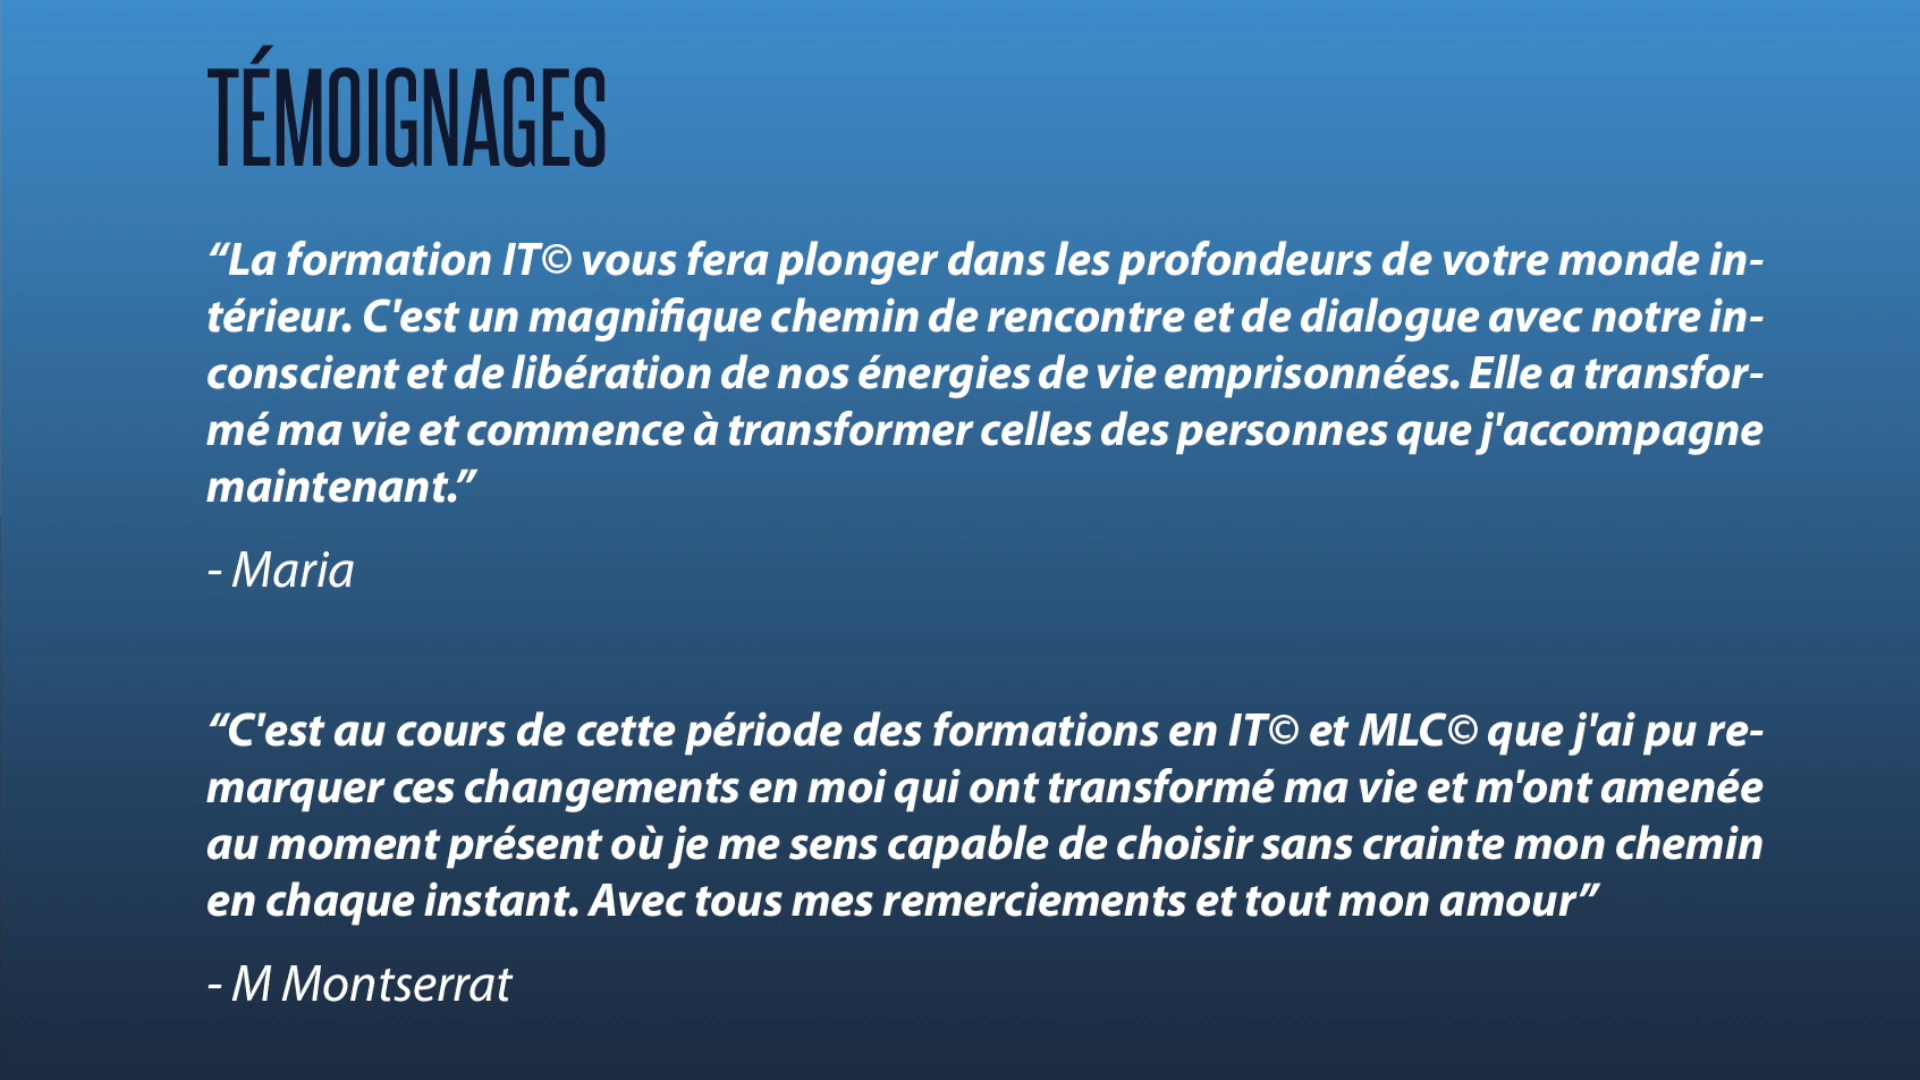 TÉMOIGNAGES
“La formation IT© vous fera plonger dans les profondeurs de votre monde in-
térieur. C'est un magnifique chemin de rencontre et de dialogue avec notre in-
conscient et de libération de nos énergies de vie emprisonnées. Elle a transfor-
mé ma vie et commence à transformer celles des personnes que j'accompagne
maintenant.”
- Maria
“C'est au cours de cette période des formations en IT© et MLC© que j'ai pu re-
marquer ces changements en moi qui ont transformé ma vie et m'ont amenée
au moment présent où je me sens capable de choisir sans crainte mon chemin
en chaque instant. Avec tous mes remerciements et tout mon amour”
- M Montserrat